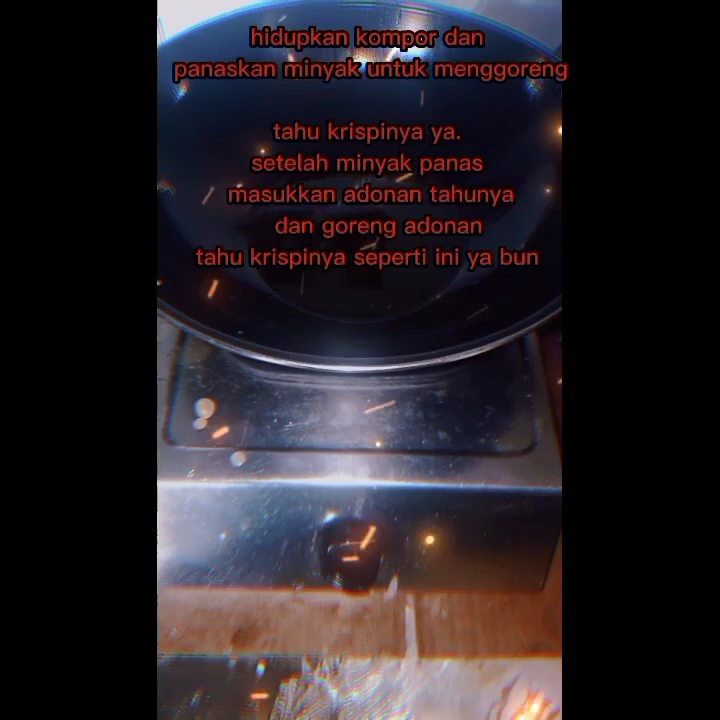 hidupkan kompor dan
panaskan minyak untuk menggoreng
tahu krispinya ya.
setelah minyak panas
masukkan adonan tahunya
dan goreng adonan
tahu krispinya seperti ini ya bun